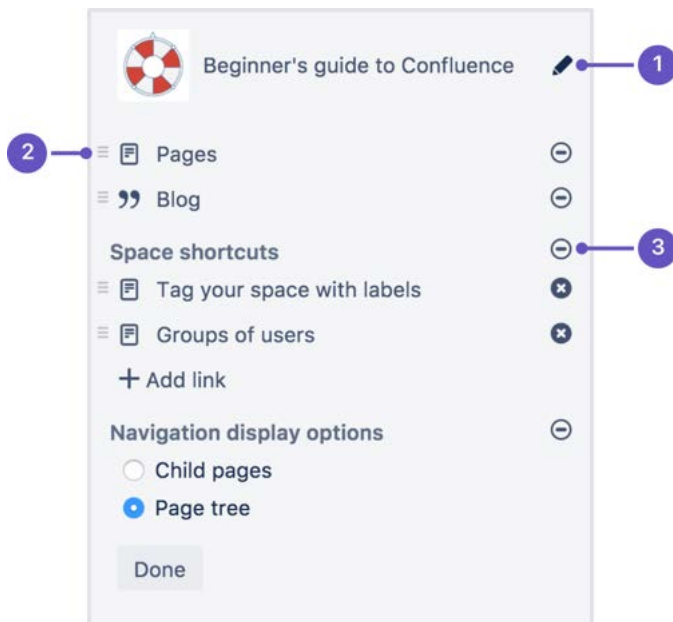 Beginner's guide to Confluence
1
2
Pages
Blog
Space shortcuts
3
Tag your space with labels
Groups of users
+ Add link
Navigation display options
Child pages
Page tree
Done